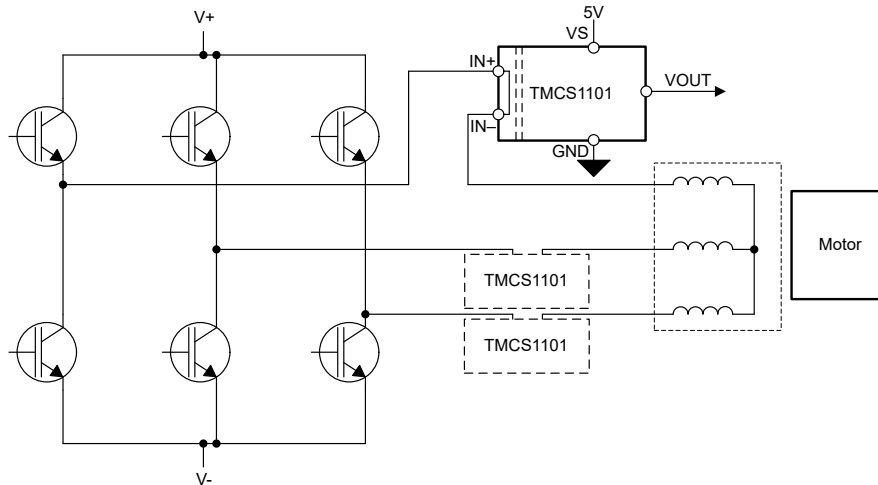 V+
5V
VS
IN+
TMCS1101
VOUT
IN–
GND
Motor
TMCS1101
TMCS1101
V-